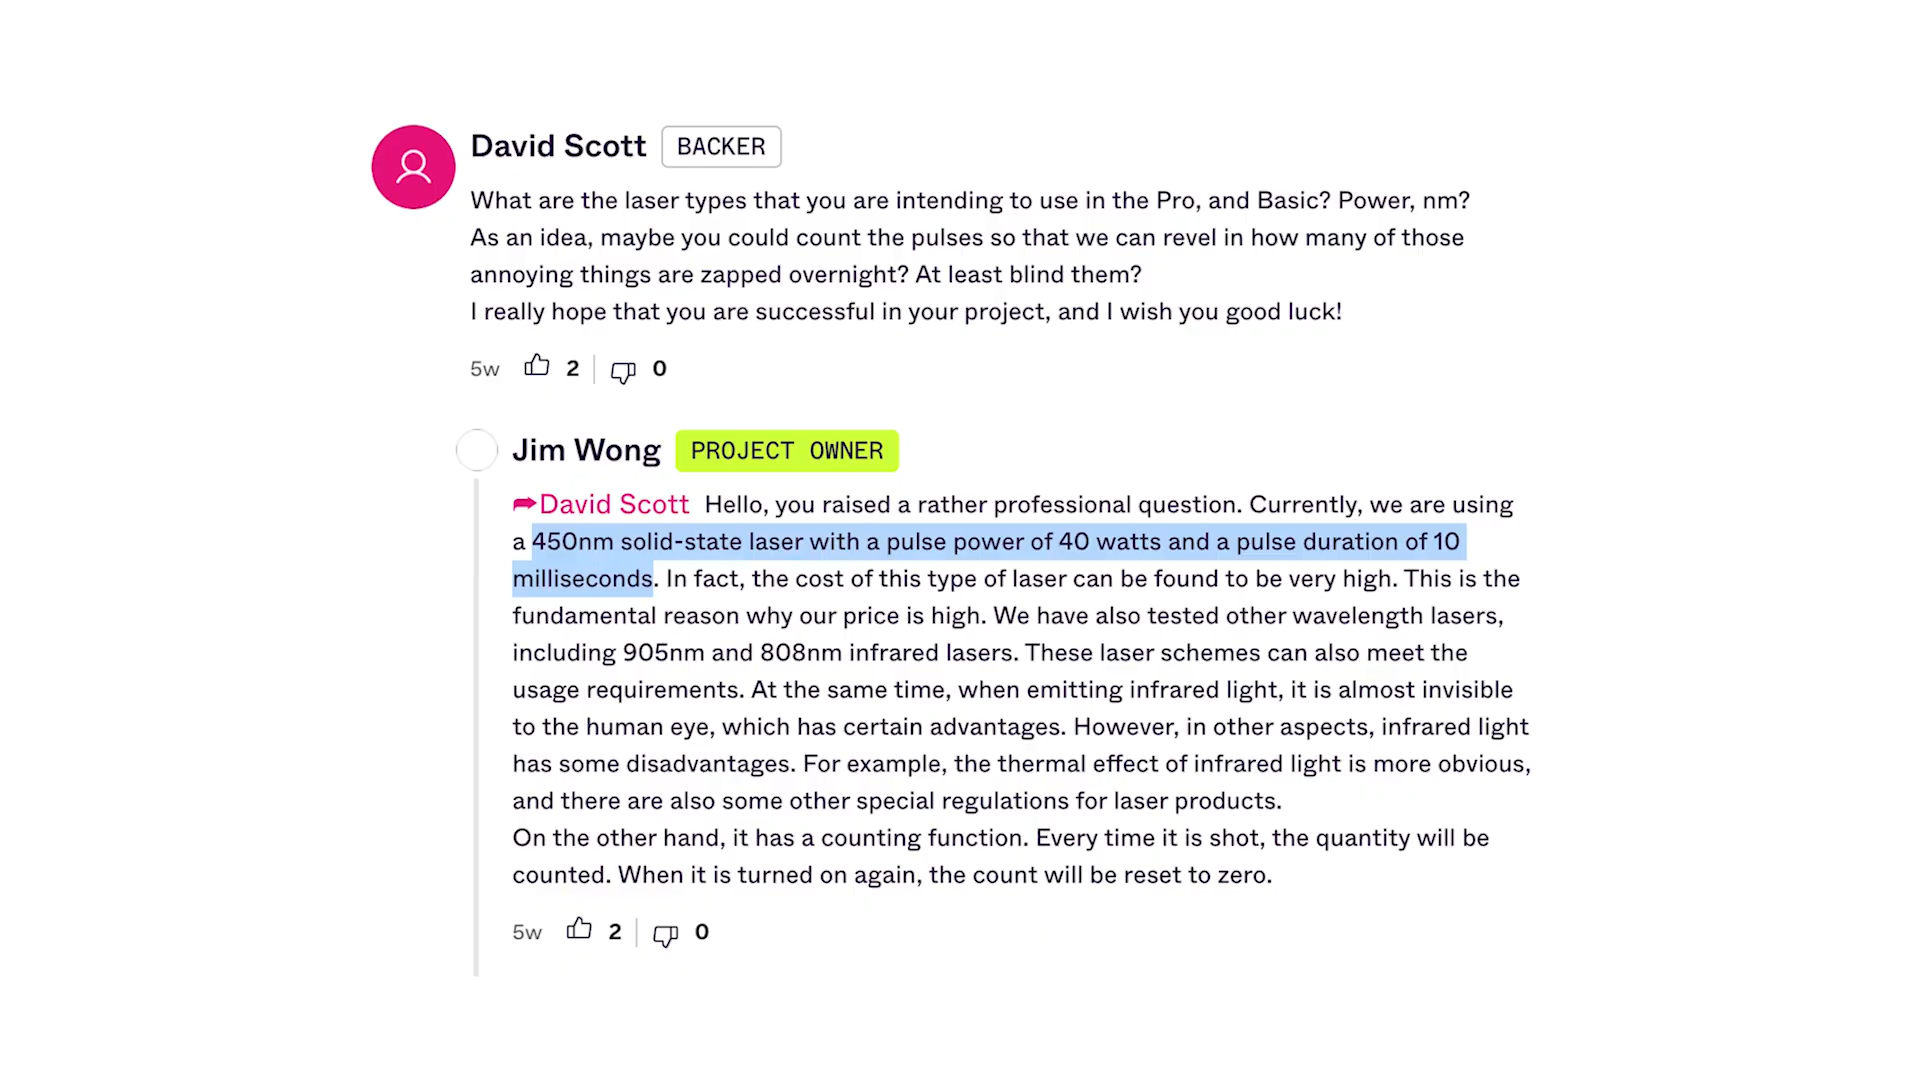 David Scott BACKER
What are the laser types that you are intending to use in the Pro, and Basic? Power, nm?
As an idea, maybe you could count the pulses so that we can revel in how many of those
annoying things are zapped overnight? At least blind them?
I really hope that you are successful in your project, and I wish you good luck!
5w 2 0
Jim Wong PROJECT OWNER
David Scott Hello, you raised a rather professional question. Currently, we are using
a 450nm solid-state laser with a pulse power of 40 watts and a pulse duration of 10
milliseconds. In fact, the cost of this type of laser can be found to be very high. This is the
fundamental reason why our price is high. We have also tested other wavelength lasers,
including 905nm and 808nm infrared lasers. These laser schemes can also meet the
usage requirements. At the same time, when emitting infrared light, it is almost invisible
to the human eye, which has certain advantages. However, in other aspects, infrared light
has some disadvantages. For example, the thermal effect of infrared light is more obvious,
and there are also some other special regulations for laser products.
On the other hand, it has a counting function. Every time it is shot, the quantity will be
counted. When it is turned on again, the count will be reset to zero.
5w 2 0